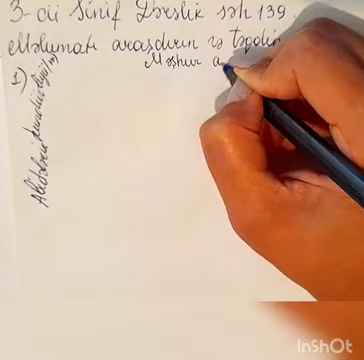 3-cü Sinif Dərslik səh 139.
Məlumatı araşdırın və təqdim
Məşhur a
1)
InShOt